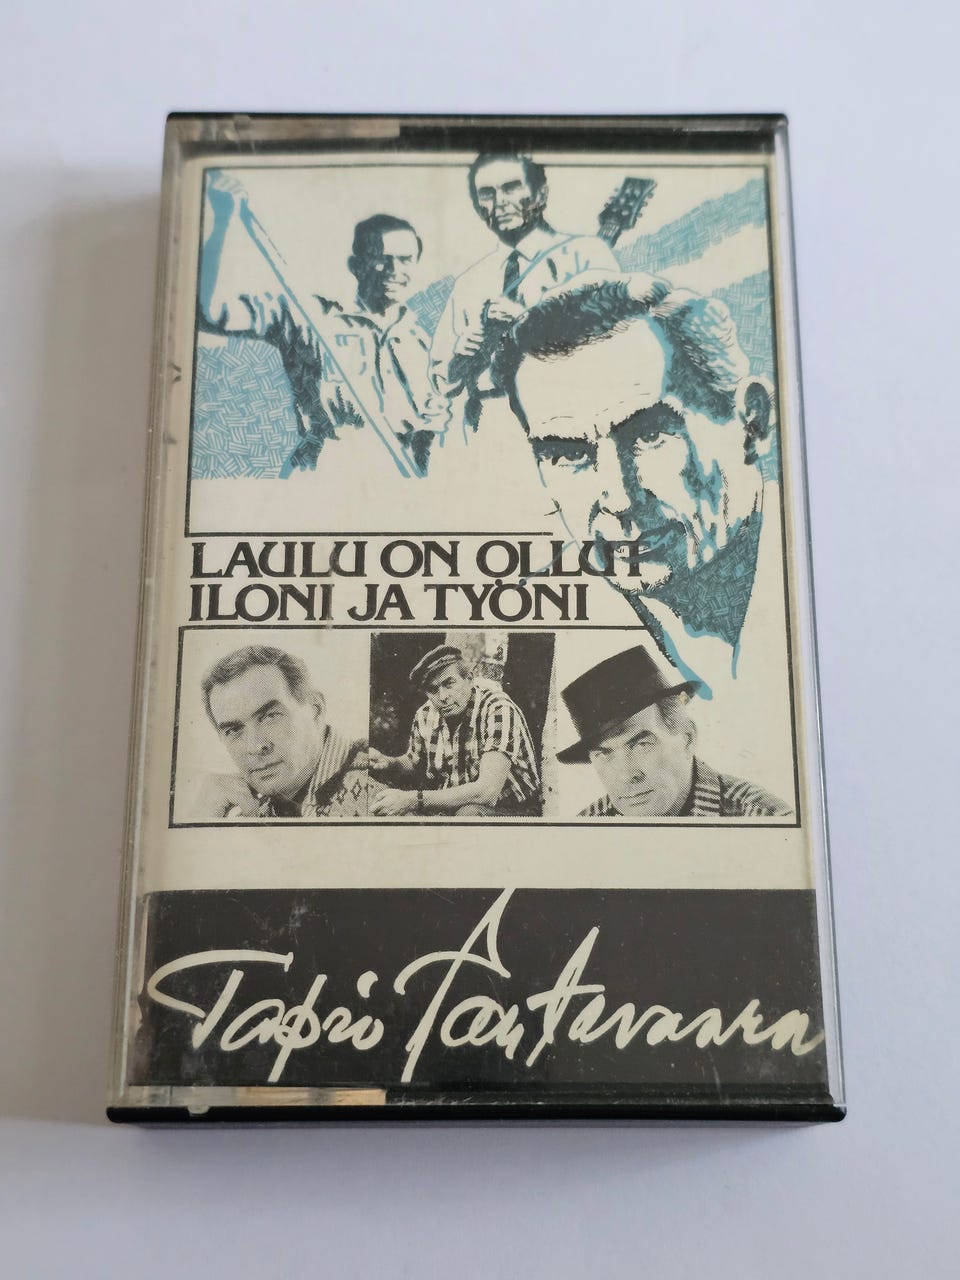 LAULU ON OLLUT
ILONI JA TYÖNI
Tapio Rautavaara